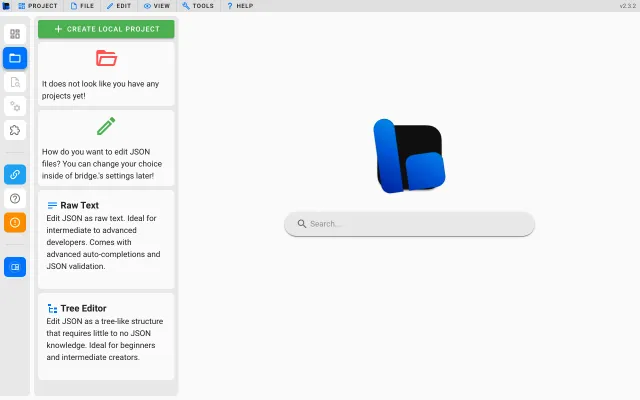 PROJECT FILE EDIT VIEW TOOLS HELP v2.3.2
CREATE LOCAL PROJECT
It does not look like you have any
projects yet!
How do you want to edit JSON
files? You can change your choice
inside of bridge.'s settings later!
Raw Text
Edit JSON as raw text. Ideal for
intermediate to advanced
developers. Comes with
advanced auto-completions and
JSON validation.
Tree Editor
Edit JSON as a tree-like structure
that requires little to no JSON
knowledge. Ideal for beginners
and intermediate creators.
Search...